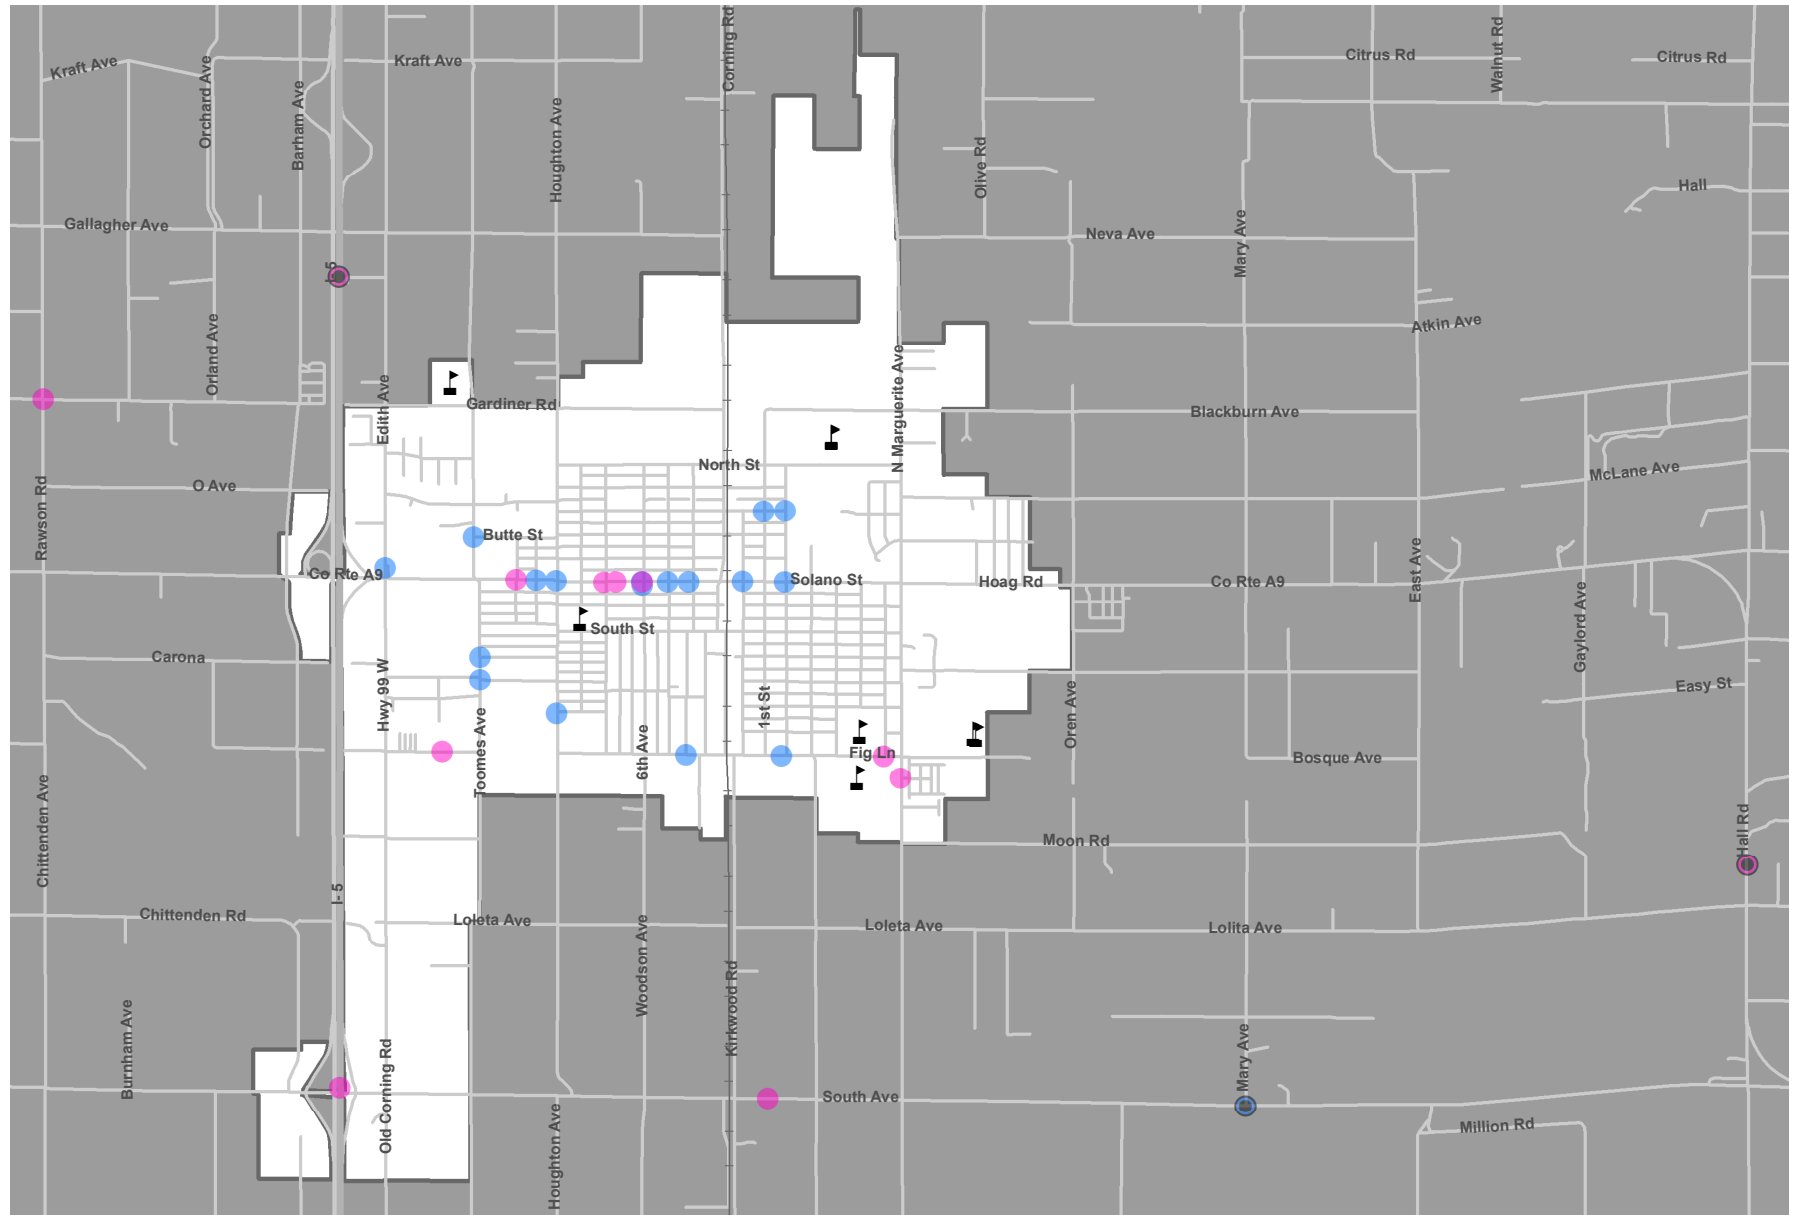 Corning Rd
Walnut Rd
Citrus Rd
Citrus Rd
Kraft Ave
Kraft Ave
Orchard Ave
Barham Ave
Houghton Ave
Olive Rd
Hall
Gallagher Ave
Neva Ave
Mary Ave
I-5
Orland Ave
Atkin Ave
Edith Ave
Gardiner Rd
N Marguerite Ave
Blackburn Ave
North St
McLane Ave
O Ave
Rawson Rd
Butte St
Co Rte A9
Solano St
Hoag Rd
Co Rte A9
East Ave
Gaylord Ave
South St
Carona
Hwy 99 W
1st St
Oren Ave
Easy St
Toomes Ave
6th Ave
Fig Ln
Bosque Ave
Chittenden Ave
Moon Rd
Hall Rd
I- 5
Chittenden Rd
Loleta Ave
Loleta Ave
Lolita Ave
Woodson Ave
Kirkwood Rd
Burnham Ave
Old Corning Rd
Mary Ave
South Ave
Million Rd
Houghton Ave